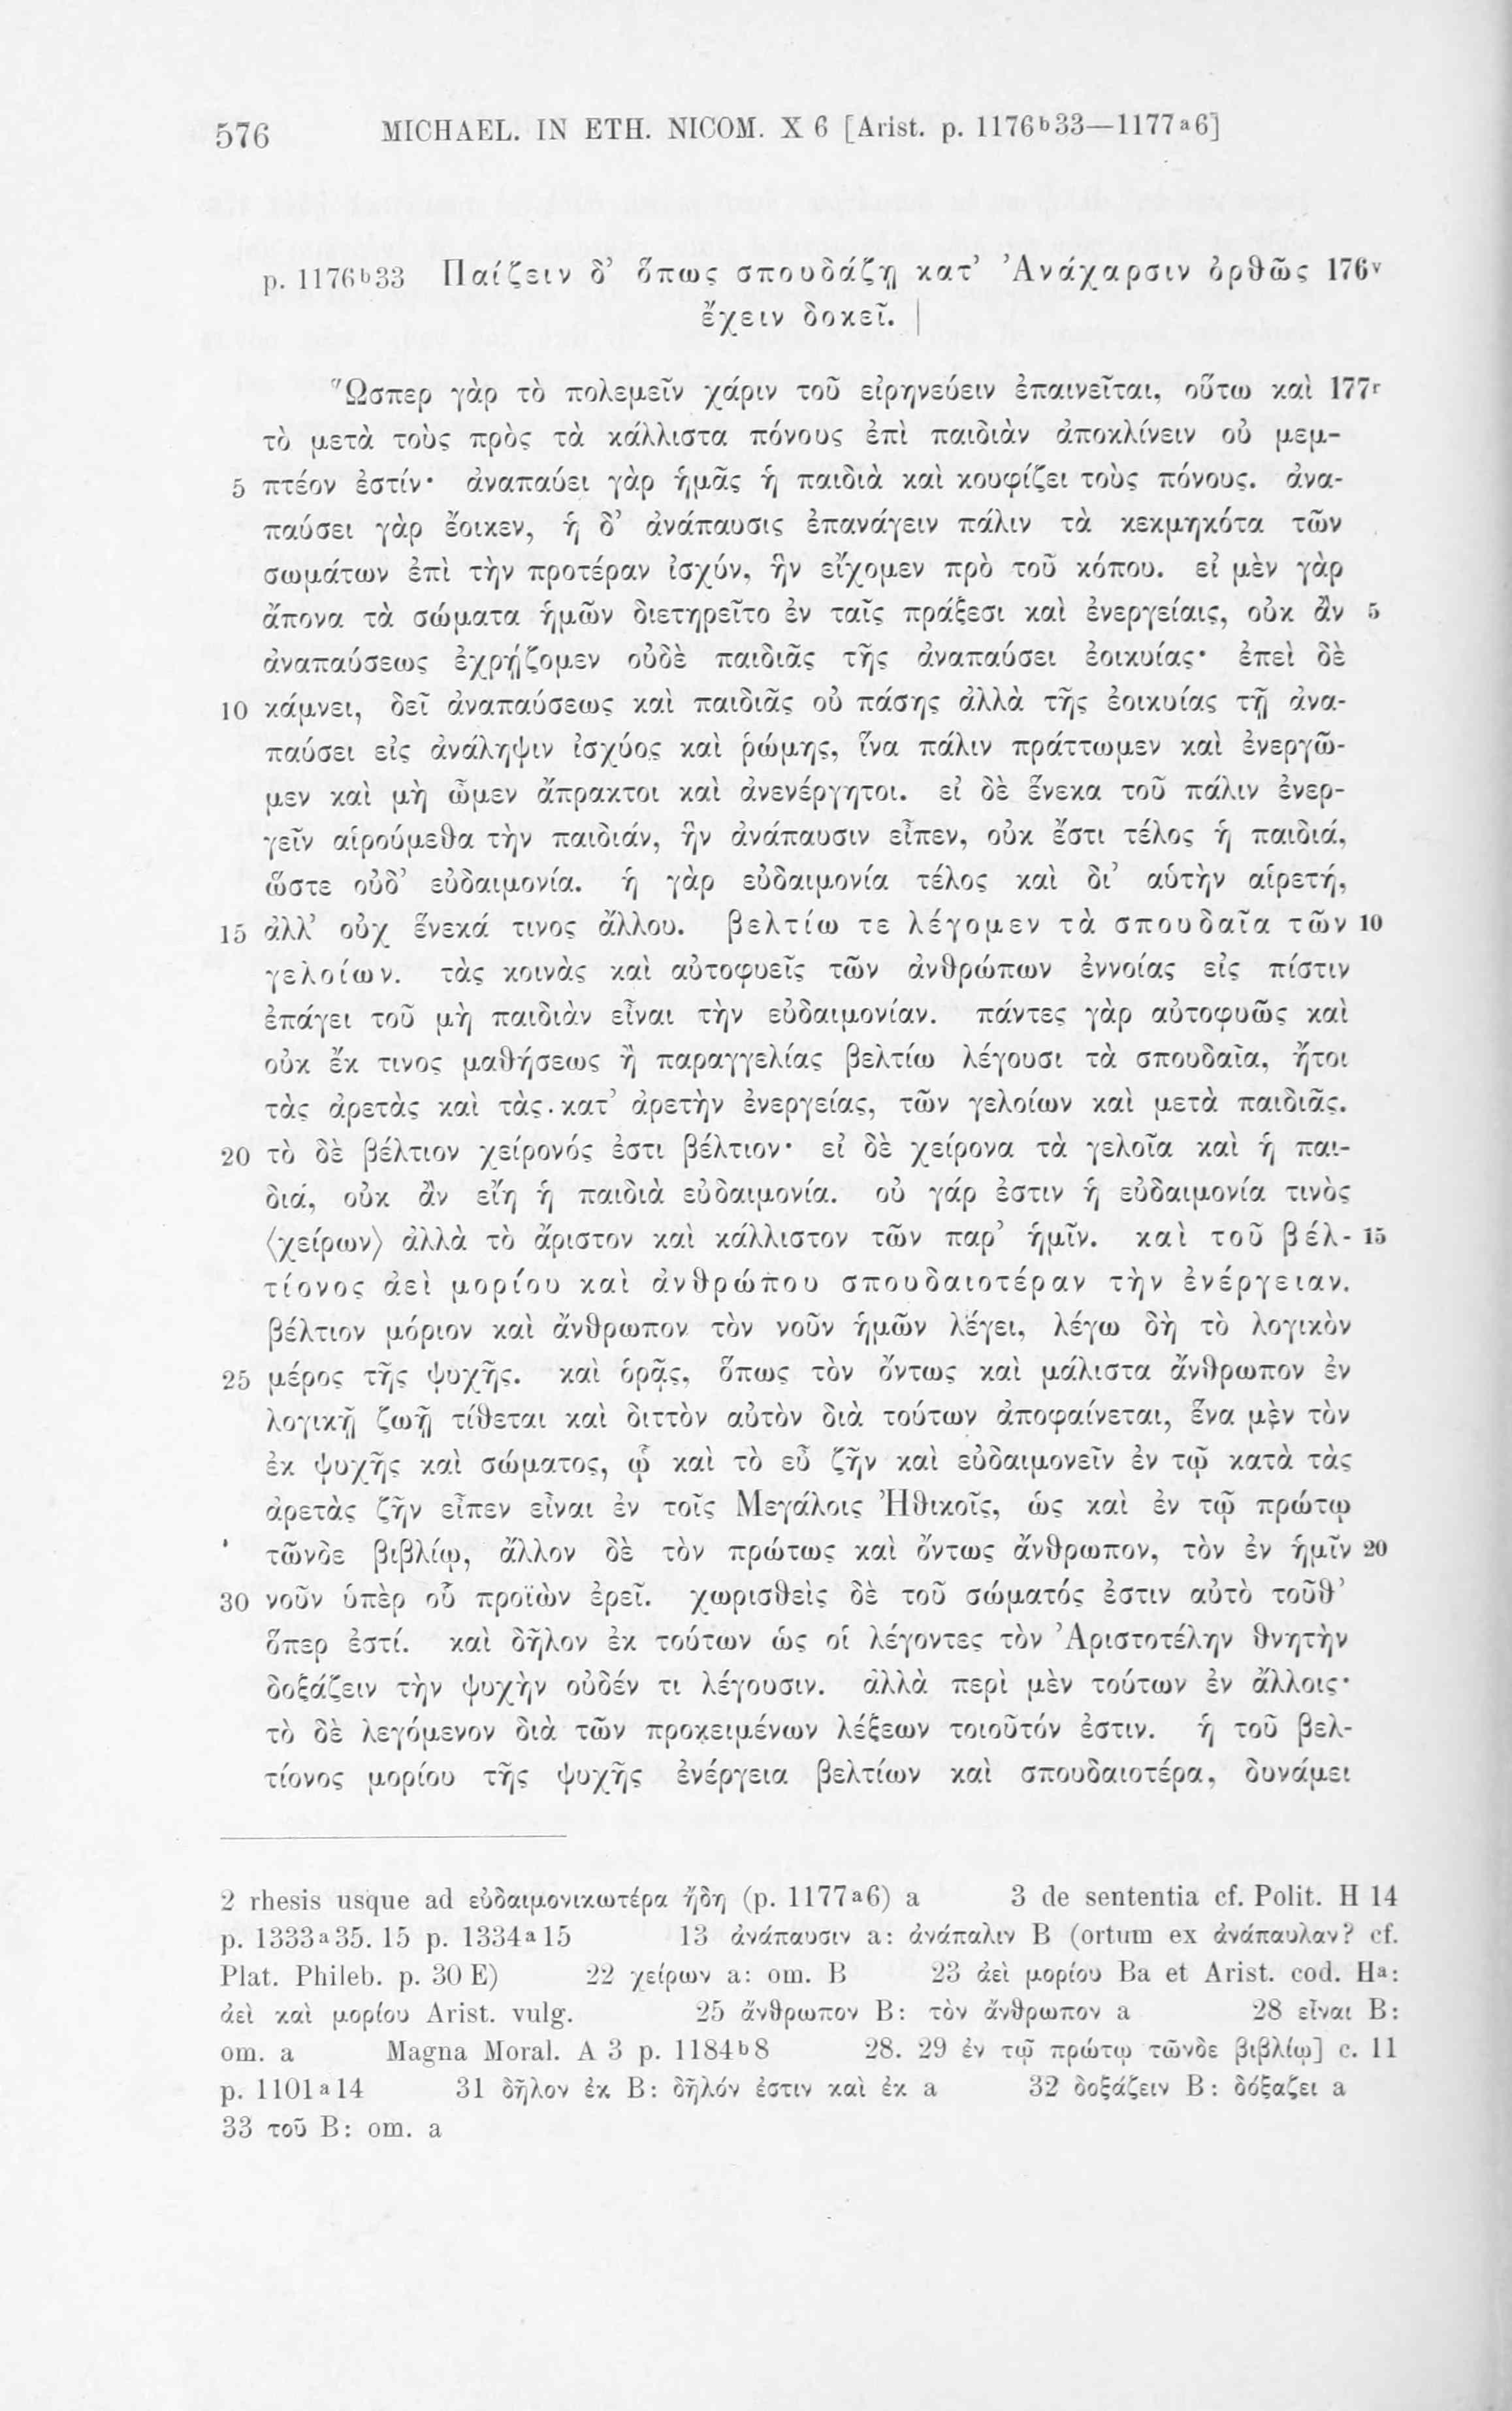 576 MICHAEL. IN ETH. NICOM. X 6 [Arist. p. 1176ᵇ33—1177ᵃ6]
p. 1176ᵇ33 Παίζειν δ’ ὅπως σπουδάζῃ κατ’ Ἀνάχαρσιν ὀρθῶς 176ᵛ
ἔχειν δοκεῖ. |
Ὥσπερ γὰρ τὸ πολεμεῖν χάριν τοῦ εἰρηνεύειν ἐπαινεῖται, οὕτω καὶ 177ʳ
τὸ μετὰ τοὺς πρὸς τὰ κάλλιστα πόνους ἐπὶ παιδιὰν ἀποκλίνειν οὐ μεμ-
5 πτέον ἐστίν· ἀναπαύει γὰρ ἡμᾶς ἡ παιδιὰ καὶ κουφίζει τοὺς πόνους. ἀνα-
παύσει γὰρ ἔοικεν, ἡ δ’ ἀνάπαυσις ἐπανάγειν πάλιν τὰ κεκμηκότα τῶν
σωμάτων ἐπὶ τὴν προτέραν ἰσχύν, ἣν εἴχομεν πρὸ τοῦ κόπου. εἰ μὲν γὰρ
ἄπονα τὰ σώματα ἡμῶν διετηρεῖτο ἐν ταῖς πράξεσι καὶ ἐνεργείαις, οὐκ ἂν 5
ἀναπαύσεως ἐχρῄζομεν οὐδὲ παιδιᾶς τῆς ἀναπαύσει ἐοικυίας· ἐπεὶ δὲ
10 κάμνει, δεῖ ἀναπαύσεως καὶ παιδιᾶς οὐ πάσης ἀλλὰ τῆς ἐοικυίας τῇ ἀνα-
παύσει εἰς ἀνάληψιν ἰσχύος καὶ ῥώμης, ἵνα πάλιν πράττωμεν καὶ ἐνεργῶ-
μεν καὶ μὴ ὦμεν ἄπρακτοι καὶ ἀνενέργητοι. εἰ δὲ ἕνεκα τοῦ πάλιν ἐνερ-
γεῖν αἱρούμεθα τὴν παιδιάν, ἣν ἀνάπαυσιν εἶπεν, οὐκ ἔστι τέλος ἡ παιδιά,
ὥστε οὐδ’ εὐδαιμονία. ἡ γὰρ εὐδαιμονία τέλος καὶ δι’ αὑτὴν αἱρετή,
15 ἀλλ’ οὐχ ἕνεκά τινος ἄλλου. βελτίω τε λέγομεν τὰ σπουδαῖα τῶν 10
γελοίων. τὰς κοινὰς καὶ αὐτοφυεῖς τῶν ἀνθρώπων ἐννοίας εἰς πίστιν
ἐπάγει τοῦ μὴ παιδιὰν εἶναι τὴν εὐδαιμονίαν. πάντες γὰρ αὐτοφυῶς καὶ
οὐκ ἔκ τινος μαθήσεως ἢ παραγγελίας βελτίω λέγουσι τὰ σπουδαῖα, ἤτοι
τὰς ἀρετὰς καὶ τὰς κατ’ ἀρετὴν ἐνεργείας, τῶν γελοίων καὶ μετὰ παιδιᾶς.
20 τὸ δὲ βέλτιον χείρονός ἐστι βέλτιον· εἰ δὲ χείρονα τὰ γελοῖα καὶ ἡ παι-
διά, οὐκ ἂν εἴη ἡ παιδιὰ εὐδαιμονία. οὐ γάρ ἐστιν ἡ εὐδαιμονία τινὸς
⟨χείρων⟩ ἀλλὰ τὸ ἄριστον καὶ κάλλιστον τῶν παρ’ ἡμῖν. καὶ τοῦ βέλ- 15
τίονος ἀεὶ μορίου καὶ ἀνθρώπου σπουδαιοτέραν τὴν ἐνέργειαν.
βέλτιον μόριον καὶ ἄνθρωπον τὸν νοῦν ἡμῶν λέγει, λέγω δὴ τὸ λογικὸν
25 μέρος τῆς ψυχῆς. καὶ ὁρᾷς, ὅπως τὸν ὄντως καὶ μάλιστα ἄνθρωπον ἐν
λογικῇ ζωῇ τίθεται καὶ διττὸν αὐτὸν διὰ τούτων ἀποφαίνεται, ἕνα μὲν τὸν
ἐκ ψυχῆς καὶ σώματος, ᾧ καὶ τὸ εὖ ζῆν καὶ εὐδαιμονεῖν ἐν τῷ κατὰ τὰς
ἀρετὰς ζῆν εἶπεν εἶναι ἐν τοῖς Μεγάλοις Ἠθικοῖς, ὡς καὶ ἐν τῷ πρώτῳ
τῶνδε βιβλίῳ, ἄλλον δὲ τὸν πρώτως καὶ ὄντως ἄνθρωπον, τὸν ἐν ἡμῖν 20
30 νοῦν ὑπὲρ οὗ προϊὼν ἐρεῖ. χωρισθεὶς δὲ τοῦ σώματός ἐστιν αὐτὸ τοῦθ’
ὅπερ ἐστί. καὶ δῆλον ἐκ τούτων ὡς οἱ λέγοντες τὸν Ἀριστοτέλην θνητὴν
δοξάζειν τὴν ψυχὴν οὐδέν τι λέγουσιν. ἀλλὰ περὶ μὲν τούτων ἐν ἄλλοις·
τὸ δὲ λεγόμενον διὰ τῶν προκειμένων λέξεων τοιοῦτόν ἐστιν. ἡ τοῦ βελ-
τίονος μορίου τῆς ψυχῆς ἐνέργεια βελτίων καὶ σπουδαιοτέρα, δυνάμει
2 rhesis usque ad εὐδαιμονικωτέρα ἤδη (p. 1177ᵃ6) a 3 de sententia cf. Polit. H 14
p. 1333ᵃ35. 15 p. 1334ᵃ15 13 ἀνάπαυσιν a: ἀνάπαλιν B (ortum ex ἀνάπαυλαν? cf.
Plat. Phileb. p. 30 E) 22 χείρων a: om. B 23 ἀεὶ μορίου Ba et Arist. cod. Hᵃ:
ἀεὶ καὶ μορίου Arist. vulg. 25 ἄνθρωπον B: τὸν ἄνθρωπον a 28 εἶναι B:
om. a Magna Moral. A 3 p. 1184ᵇ8 28. 29 ἐν τῷ πρώτῳ τῶνδε βιβλίῳ] c. 11
p. 1101ᵃ14 31 δῆλον ἐκ B: δῆλόν ἐστιν καὶ ἐκ a 32 δοξάζειν B: δόξαζει a
33 τοῦ B: om. a